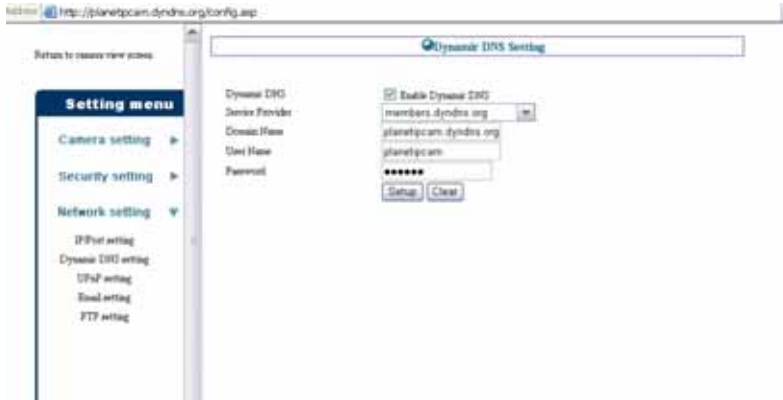 Address http://planetipcam.dyndns.org/config.asp
Return to camera view screen
Setting menu
Camera setting
Security setting
Network setting
IP/Port setting
Dynamic DNS setting
UPnP setting
Email setting
FTP setting
Dynamic DNS Setting
Dynamic DNS Enable Dynamic DNS
Service Provider members.dyndns.org
Domain Name planetipcam.dyndns.org
User Name planetipcam
Password ●●●●●●
Setup Clear